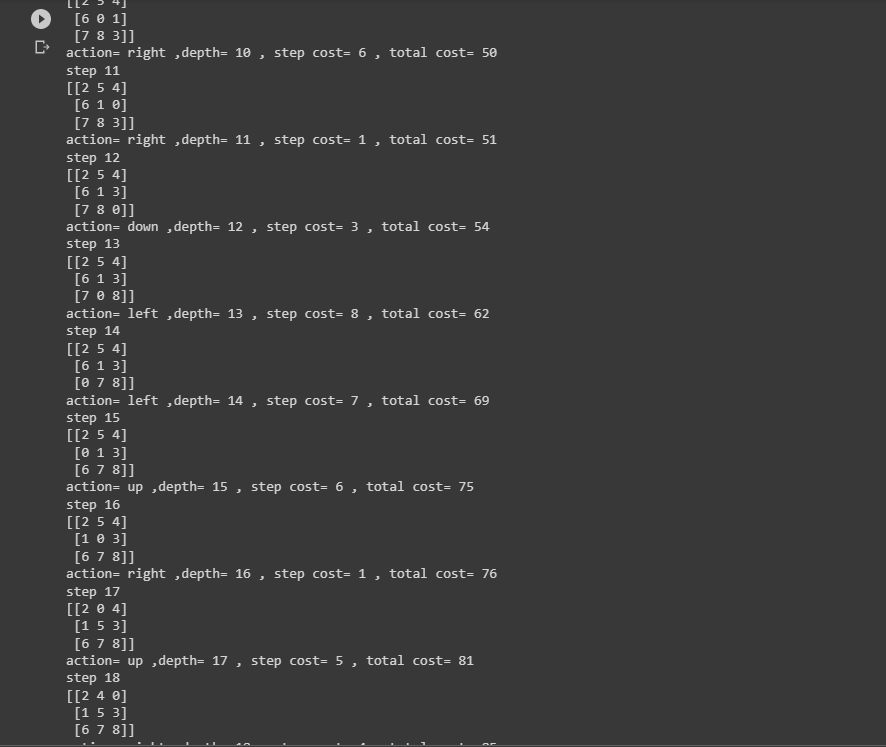 [[2 5 4]
[6 0 1]
[7 8 3]]
action= right ,depth= 10 , step cost= 6 , total cost= 50
step 11
[[2 5 4]
[6 1 0]
[7 8 3]]
action= right ,depth= 11 , step cost= 1 , total cost= 51
step 12
[[2 5 4]
[6 1 3]
[7 8 0]]
action= down ,depth= 12 , step cost= 3 , total cost= 54
step 13
[[2 5 4]
[6 1 3]
[7 0 8]]
action= left ,depth= 13 , step cost= 8 , total cost= 62
step 14
[[2 5 4]
[6 1 3]
[0 7 8]]
action= left ,depth= 14 , step cost= 7 , total cost= 69
step 15
[[2 5 4]
[0 1 3]
[6 7 8]]
action= up ,depth= 15 , step cost= 6 , total cost= 75
step 16
[[2 5 4]
[1 0 3]
[6 7 8]]
action= right ,depth= 16 , step cost= 1 , total cost= 76
step 17
[[2 0 4]
[1 5 3]
[6 7 8]]
action= up ,depth= 17 , step cost= 5 , total cost= 81
step 18
[[2 4 0]
[1 5 3]
[6 7 8]]